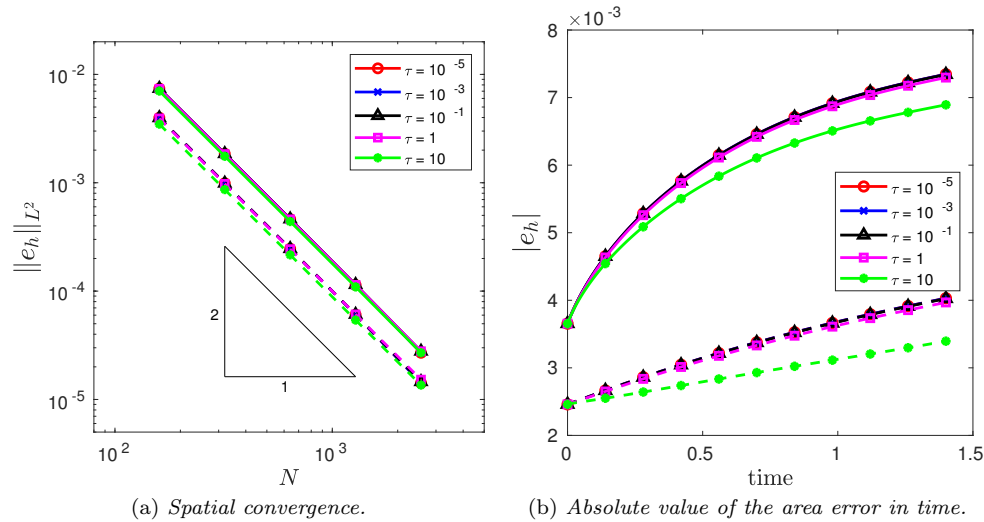 10^-2
10^-3
10^-4
10^-5
||e_h||_{L^2}
τ = 10^-5
τ = 10^-3
τ = 10^-1
τ = 1
τ = 10
2
1
10^2
10^3
N
(a) Spatial convergence.
×10^-3
8
7
6
5
4
3
2
|e_h|
τ = 10^-5
τ = 10^-3
τ = 10^-1
τ = 1
τ = 10
0
0.5
1
1.5
time
(b) Absolute value of the area error in time.